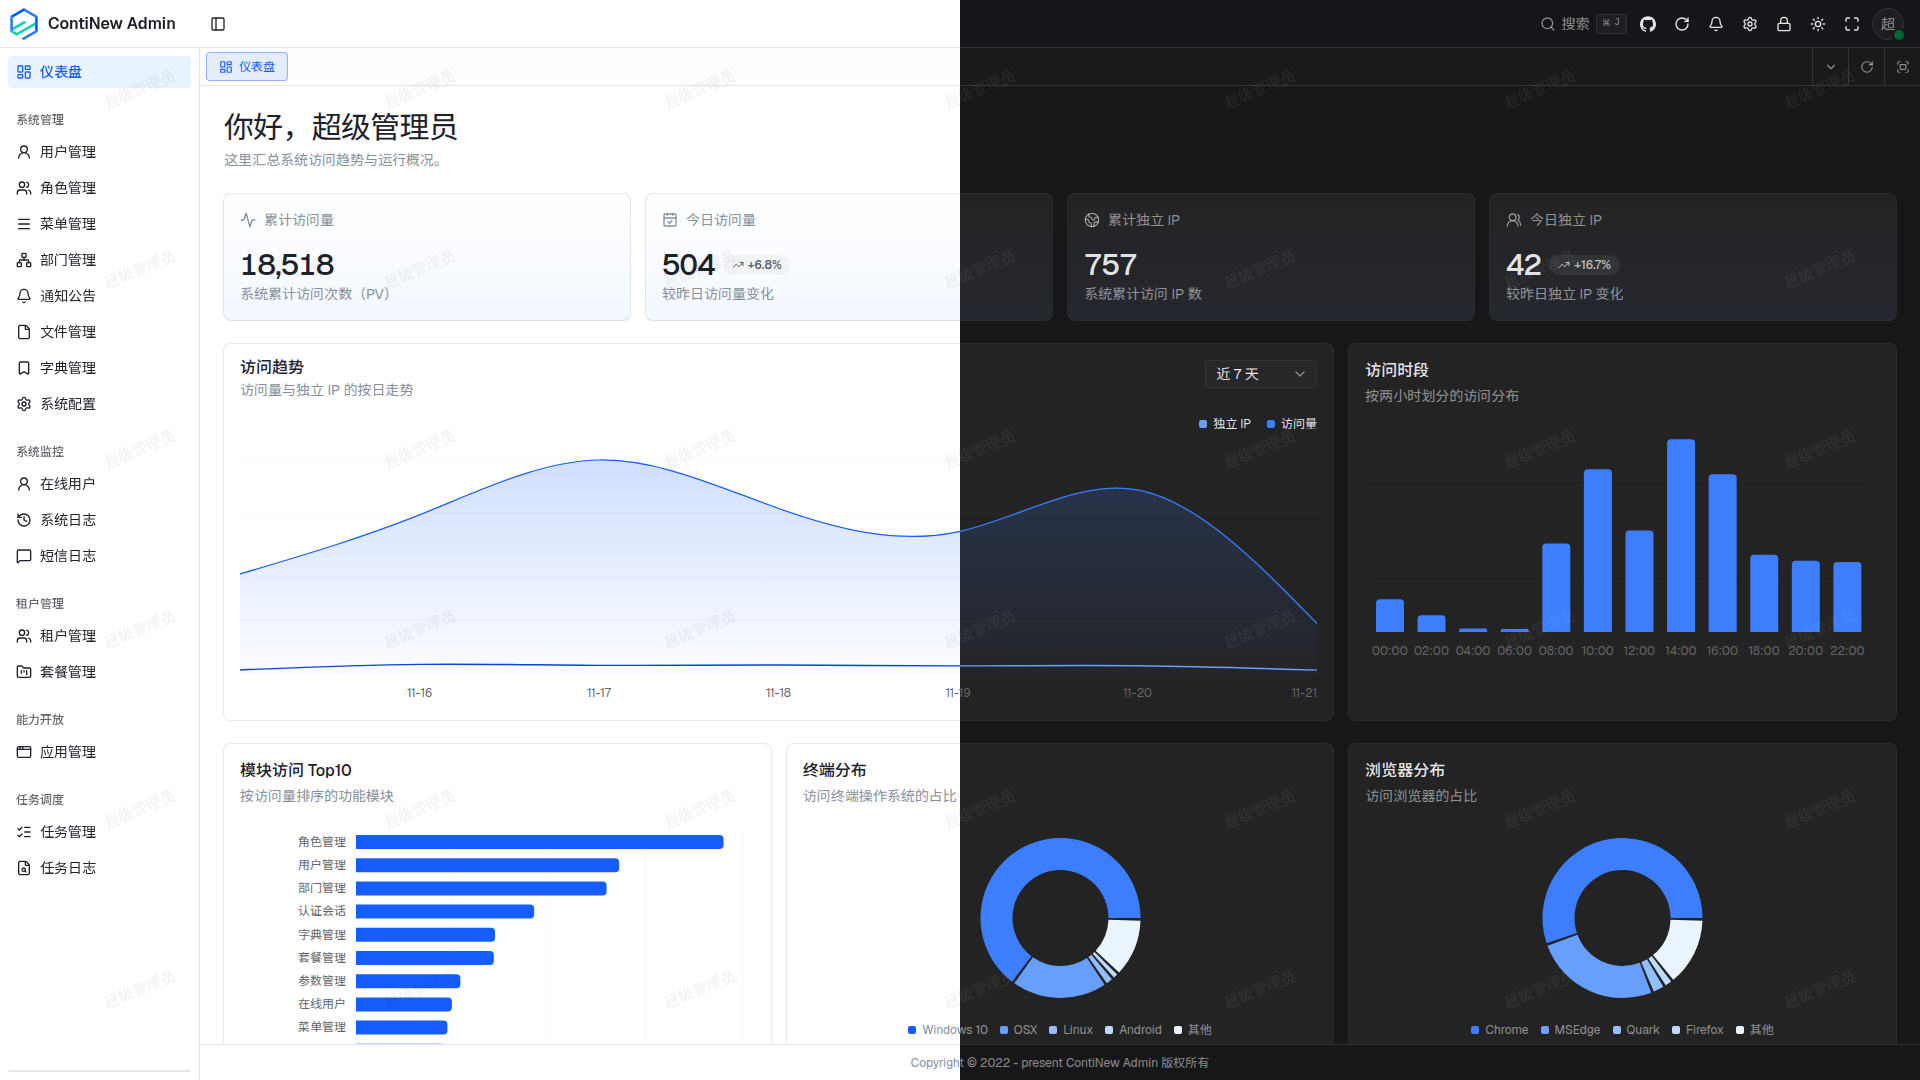 ContiNew Admin
搜索 ⌘ J
超
仪表盘
仪表盘
系统管理
用户管理
角色管理
菜单管理
部门管理
通知公告
文件管理
字典管理
系统配置
系统监控
在线用户
系统日志
短信日志
租户管理
租户管理
套餐管理
能力开放
应用管理
任务调度
任务管理
任务日志
你好，超级管理员
这里汇总系统访问趋势与运行概况。
累计访问量
18,518
系统累计访问次数（PV）
今日访问量
504 +6.8%
较昨日访问量变化
累计独立 IP
757
系统累计访问 IP 数
今日独立 IP
42 +16.7%
较昨日独立 IP 变化
访问趋势
访问量与独立 IP 的按日走势
近 7 天
独立 IP 访问量
11-16 11-17 11-18 11-19 11-20 11-21
访问时段
按两小时划分的访问分布
00:00 02:00 04:00 06:00 08:00 10:00 12:00 14:00 16:00 18:00 20:00 22:00
模块访问 Top10
按访问量排序的功能模块
角色管理
用户管理
部门管理
认证会话
字典管理
套餐管理
参数管理
在线用户
菜单管理
终端分布
访问终端操作系统的占比
Windows 10 OSX Linux Android 其他
浏览器分布
访问浏览器的占比
Chrome MSEdge Quark Firefox 其他
Copyright © 2022 - present ContiNew Admin 版权所有
超级管理员